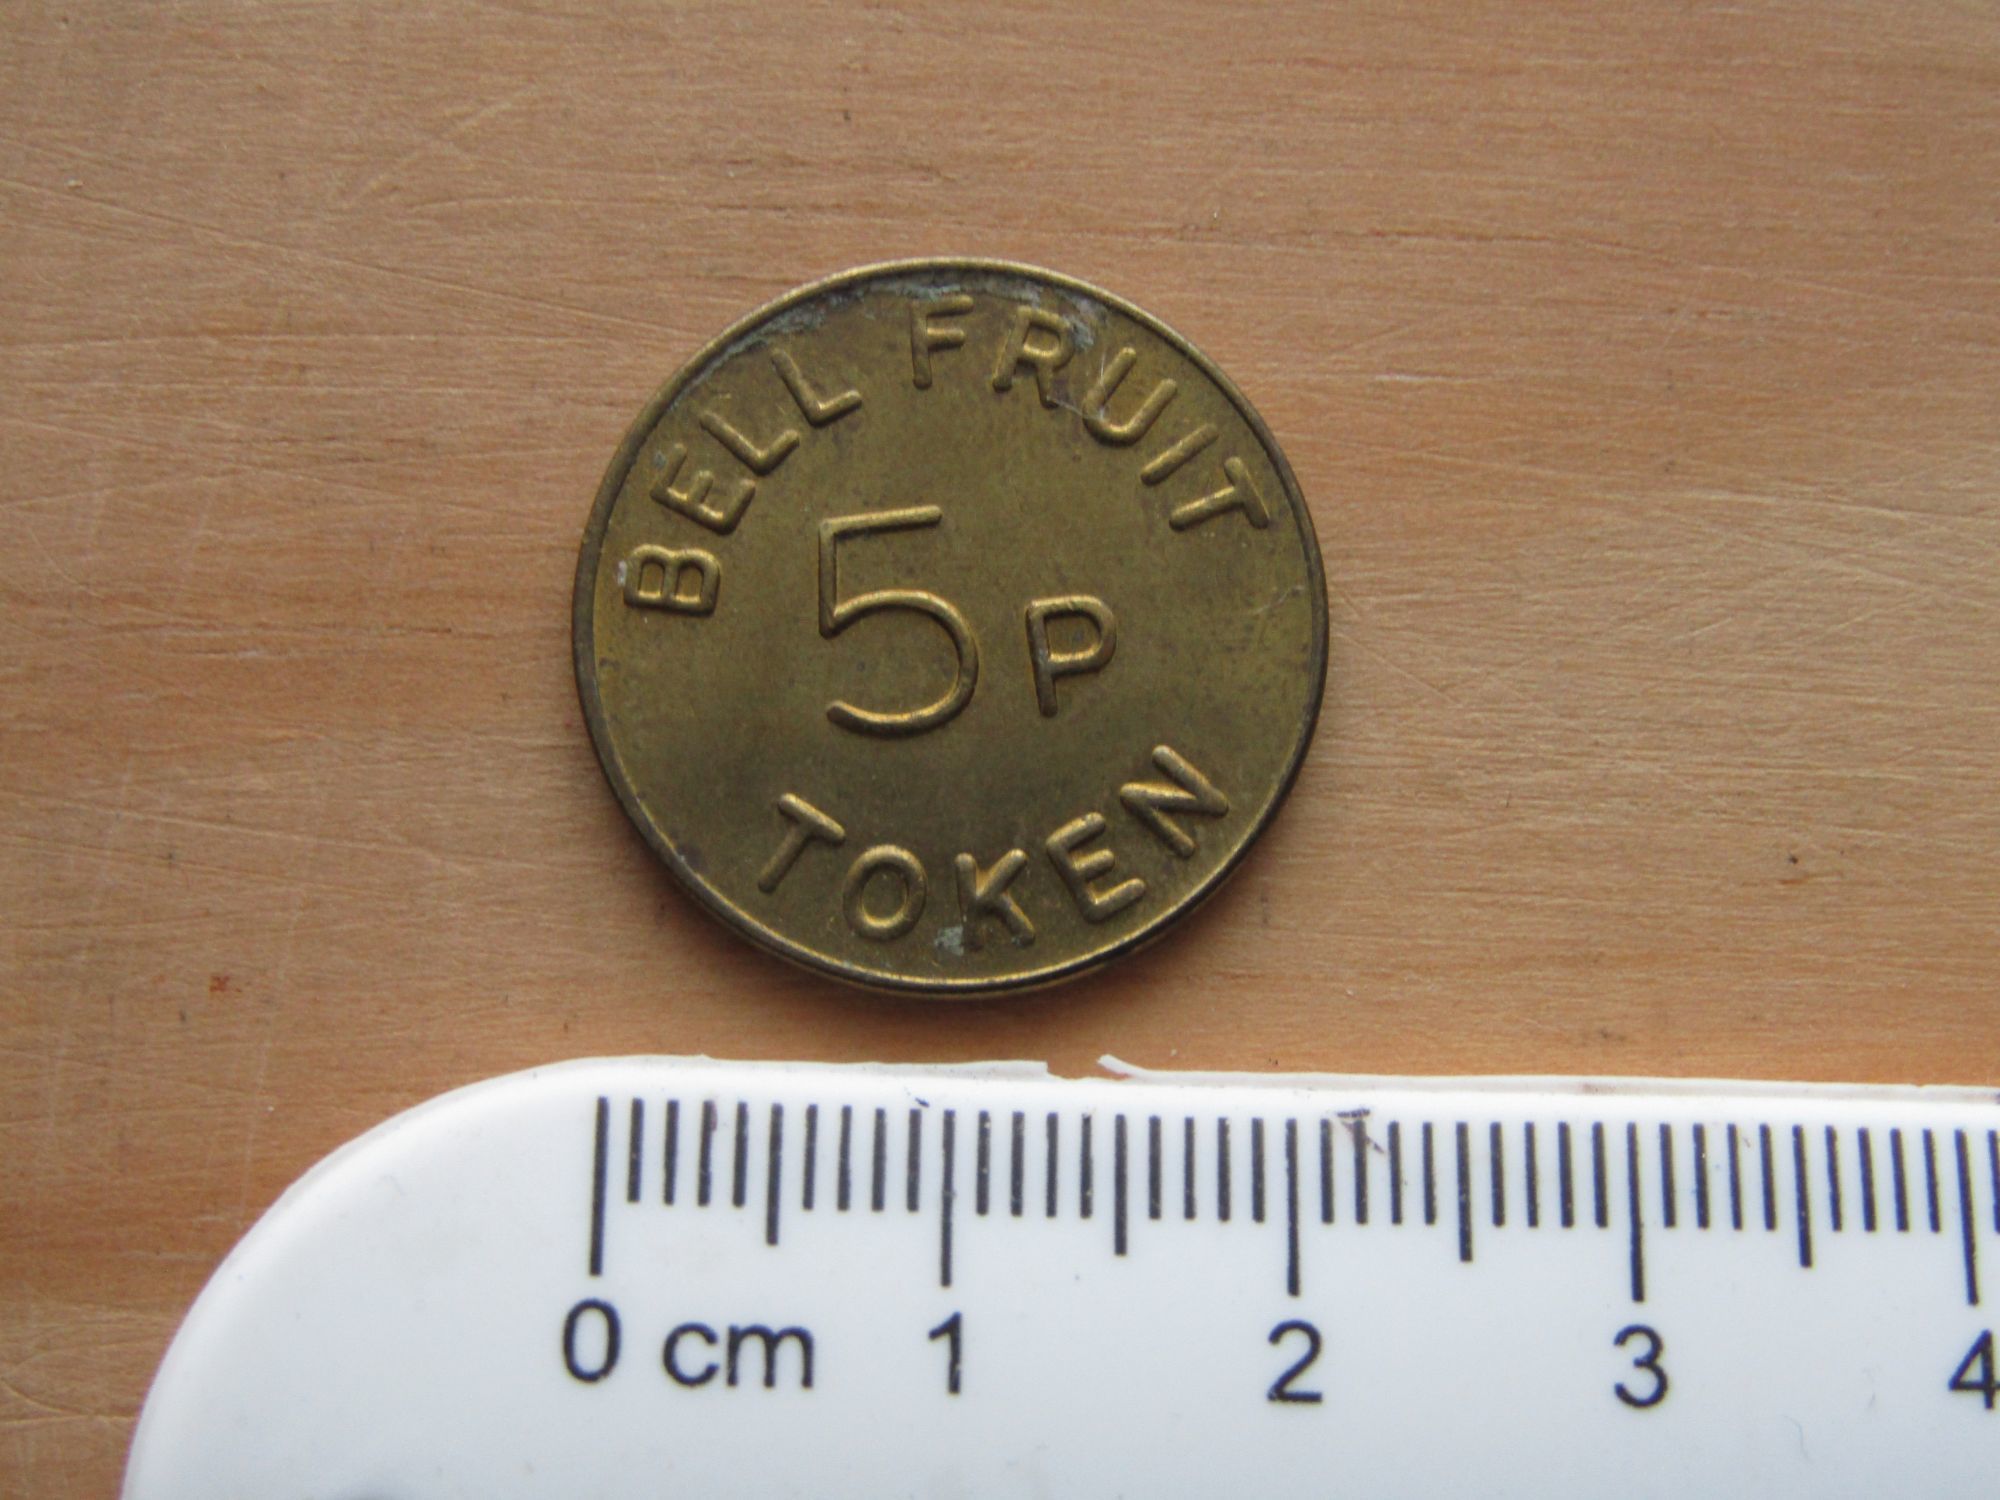 BELL FRUIT
5P
TOKEN
0 cm 1 2 3 4